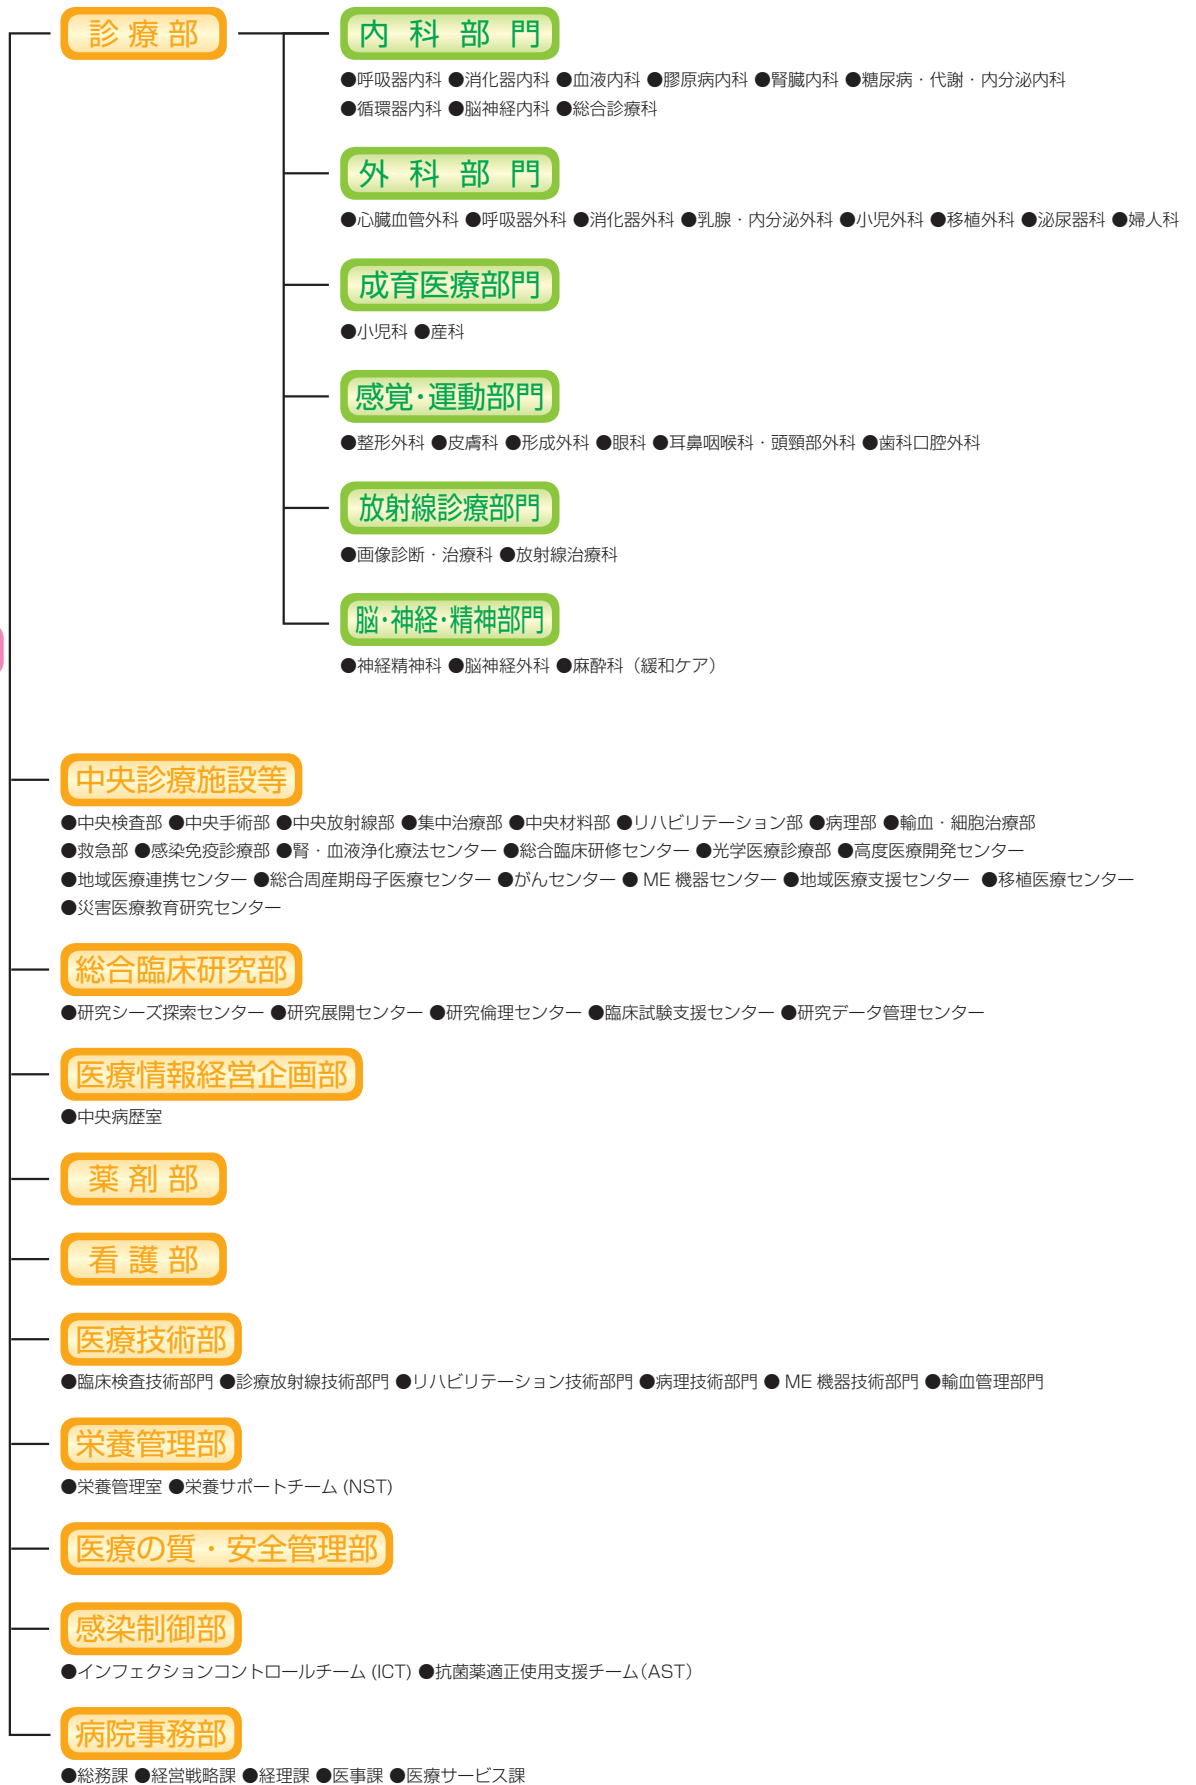 診療部
内科部門
●呼吸器内科 ●消化器内科 ●血液内科 ●膠原病内科 ●腎臓内科 ●糖尿病・代謝・内分泌内科
●循環器内科 ●脳神経内科 ●総合診療科
外科部門
●心臓血管外科 ●呼吸器外科 ●消化器外科 ●乳腺・内分泌外科 ●小児外科 ●移植外科 ●泌尿器科 ●婦人科
成育医療部門
●小児科 ●産科
感覚・運動部門
●整形外科 ●皮膚科 ●形成外科 ●眼科 ●耳鼻咽喉科・頭頸部外科 ●歯科口腔外科
放射線診療部門
●画像診断・治療科 ●放射線治療科
脳・神経・精神部門
●神経精神科 ●脳神経外科 ●麻酔科（緩和ケア）
中央診療施設等
●中央検査部 ●中央手術部 ●中央放射線部 ●集中治療部 ●中央材料部 ●リハビリテーション部 ●病理部 ●輸血・細胞治療部
●救急部 ●感染免疫診療部 ●腎・血液浄化療法センター ●総合臨床研修センター ●光学医療診療部 ●高度医療開発センター
●地域医療連携センター ●総合周産期母子医療センター ●がんセンター ● ME 機器センター ●地域医療支援センター ●移植医療センター
●災害医療教育研究センター
総合臨床研究部
●研究シーズ探索センター ●研究展開センター ●研究倫理センター ●臨床試験支援センター ●研究データ管理センター
医療情報経営企画部
●中央病歴室
薬剤部
看護部
医療技術部
●臨床検査技術部門 ●診療放射線技術部門 ●リハビリテーション技術部門 ●病理技術部門 ● ME 機器技術部門 ●輸血管理部門
栄養管理部
●栄養管理室 ●栄養サポートチーム (NST)
医療の質・安全管理部
感染制御部
●インフェクションコントロールチーム (ICT) ●抗菌薬適正使用支援チーム（AST）
病院事務部
●総務課 ●経営戦略課 ●経理課 ●医事課 ●医療サービス課